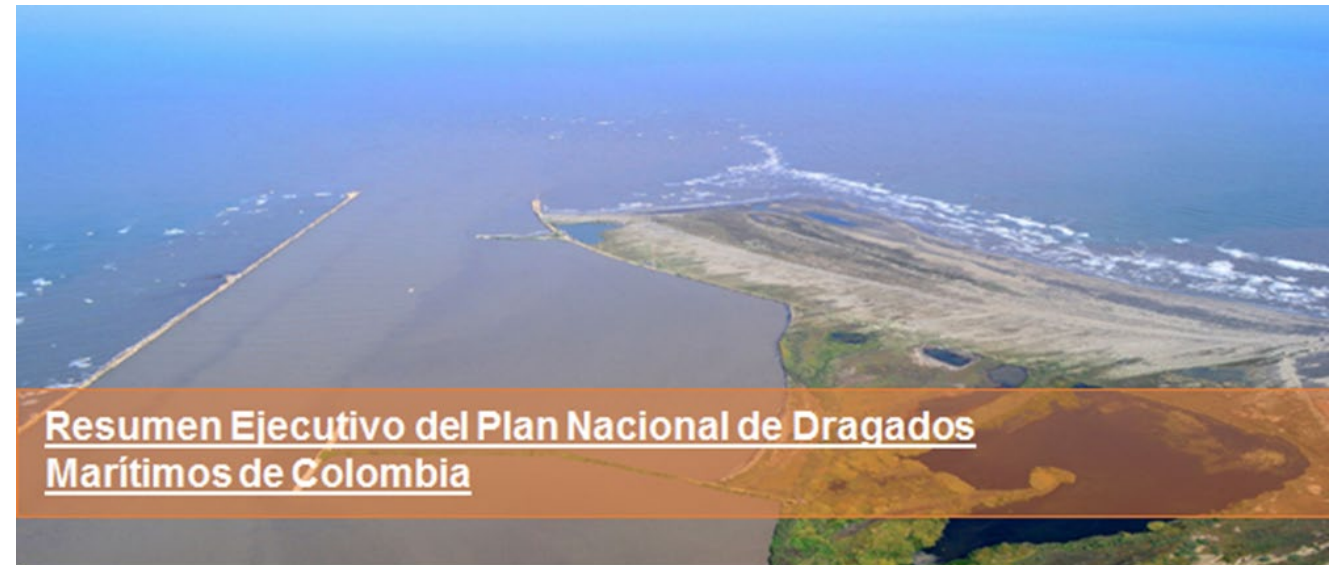 Resumen Ejecutivo del Plan Nacional de Dragados
Marítimos de Colombia